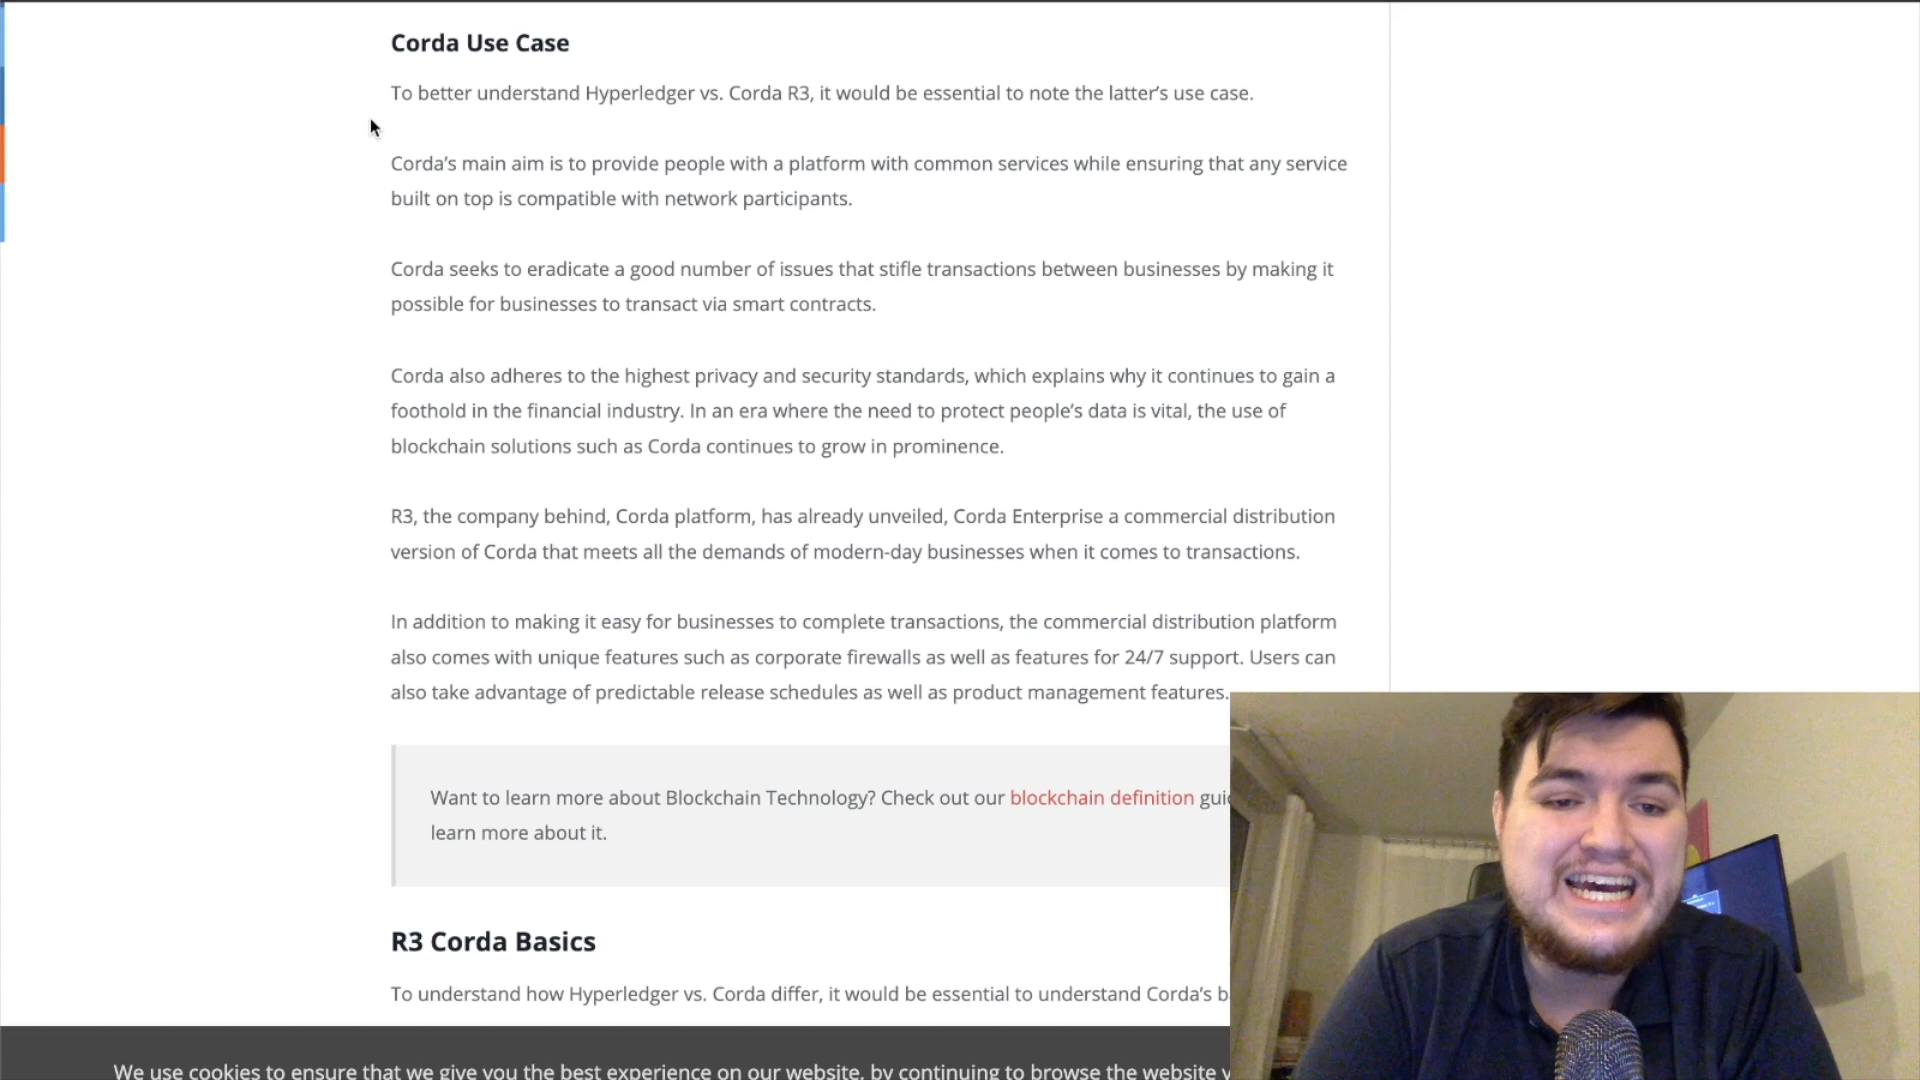 Corda Use Case
To better understand Hyperledger vs. Corda R3, it would be essential to note the latter’s use case.
Corda’s main aim is to provide people with a platform with common services while ensuring that any service
built on top is compatible with network participants.
Corda seeks to eradicate a good number of issues that stifle transactions between businesses by making it
possible for businesses to transact via smart contracts.
Corda also adheres to the highest privacy and security standards, which explains why it continues to gain a
foothold in the financial industry. In an era where the need to protect people’s data is vital, the use of
blockchain solutions such as Corda continues to grow in prominence.
R3, the company behind, Corda platform, has already unveiled, Corda Enterprise a commercial distribution
version of Corda that meets all the demands of modern-day businesses when it comes to transactions.
In addition to making it easy for businesses to complete transactions, the commercial distribution platform
also comes with unique features such as corporate firewalls as well as features for 24/7 support. Users can
also take advantage of predictable release schedules as well as product management features.
Want to learn more about Blockchain Technology? Check out our blockchain definition
learn more about it.
R3 Corda Basics
To understand how Hyperledger vs. Corda differ, it would be essential to understand Corda’s
We use cookies to ensure that we give you the best experience on our website, by continuing to browse the website